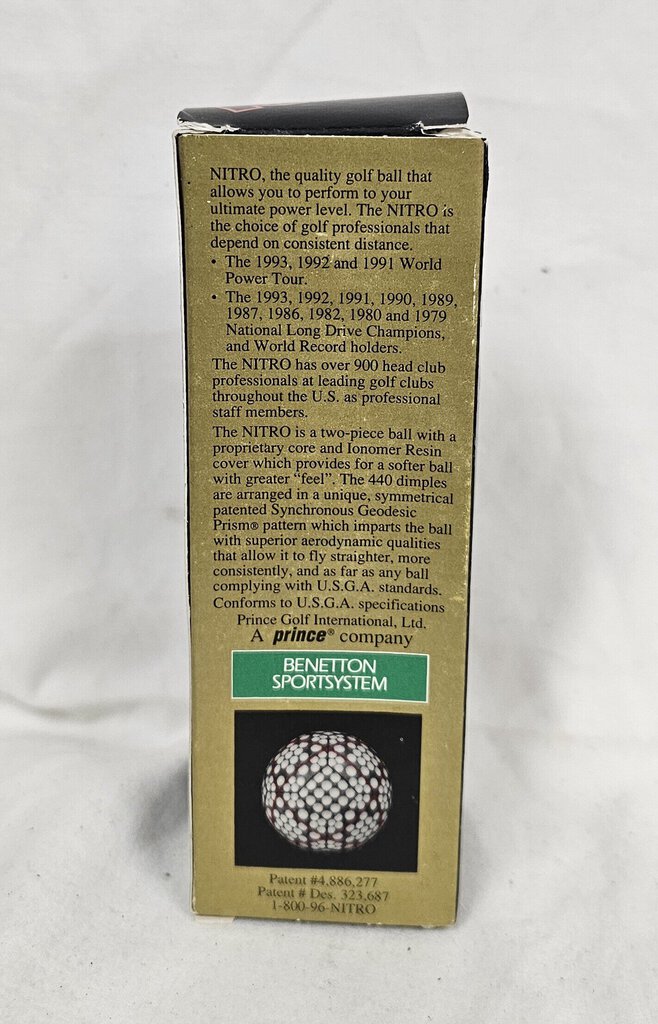 NITRO, the quality golf ball that
allows you to perform to your
ultimate power level. The NITRO is
the choice of golf professionals that
depend on consistent distance.
• The 1993, 1992 and 1991 World
Power Tour.
• The 1993, 1992, 1991, 1990, 1989,
1987, 1986, 1982, 1980 and 1979
National Long Drive Champions,
and World Record holders.
The NITRO has over 900 head club
professionals at leading golf clubs
throughout the U.S. as professional
staff members.
The NITRO is a two-piece ball with a
proprietary core and Ionomer Resin
cover which provides for a softer ball
with greater “feel”. The 440 dimples
are arranged in a unique, symmetrical
patented Synchronous Geodesic
Prism® pattern which imparts the ball
with superior aerodynamic qualities
that allow it to fly straighter, more
consistently, and as far as any ball
complying with U.S.G.A. standards.
Conforms to U.S.G.A. specifications
Prince Golf International, Ltd.
A prince® company
BENETTON
SPORTSYSTEM
Patent #4,886,277
Patent # Des. 323,687
1-800-96-NITRO